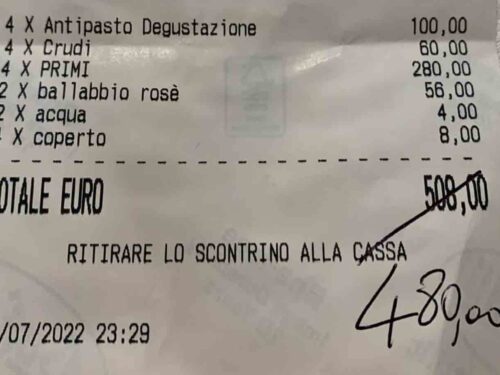 4 X Antipasto Degustazione 100,00
4 X Crudi 60,00
4 X PRIMI 280,00
2 X ballabbio rosè 56,00
2 X acqua 4,00
X coperto 8,00
OTALE EURO 508,00
RITIRARE LO SCONTRINO ALLA CASSA
480,00
/07/2022 23:29